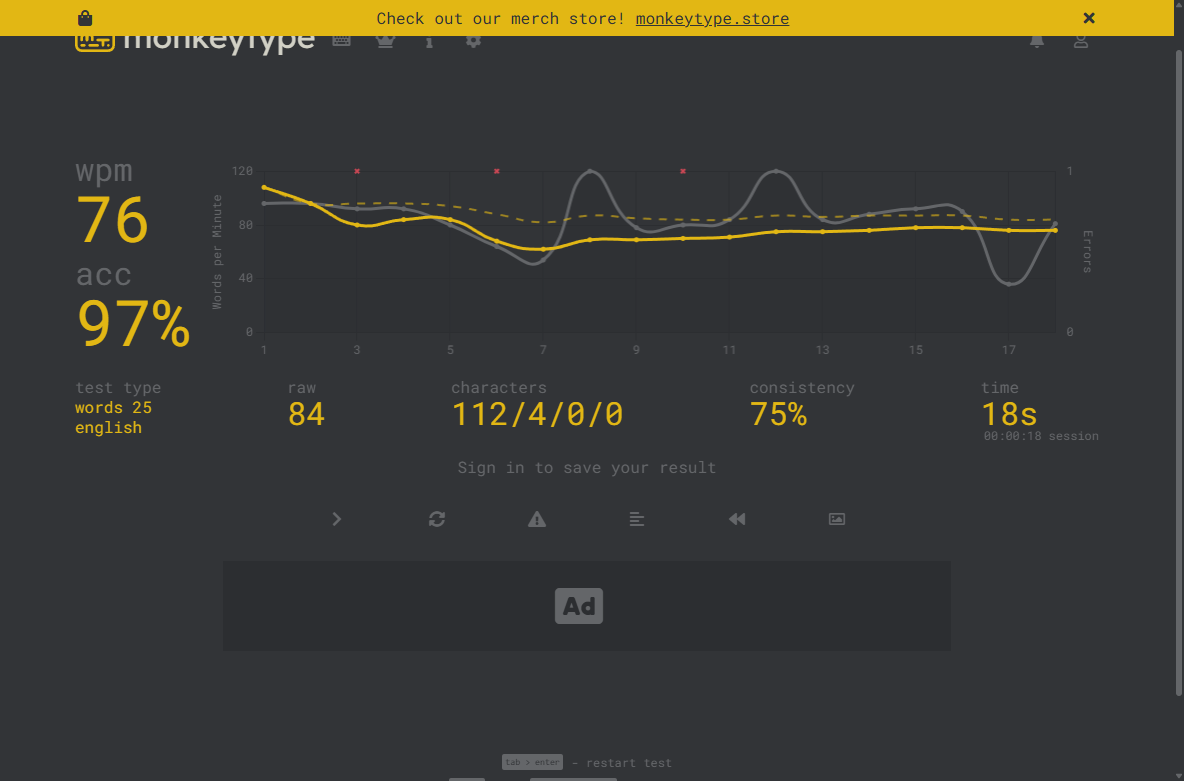 Check out our merch store! monkeytype.store
monkeytype
wpm
76
acc
97%
Words per Minute
120
80
40
0
1 3 5 7 9 11 13 15 17
1
0
Errors
test type
words 25
english
raw
84
characters
112/4/0/0
consistency
75%
time
18s
00:00:18 session
Sign in to save your result
Ad
tab > enter - restart test